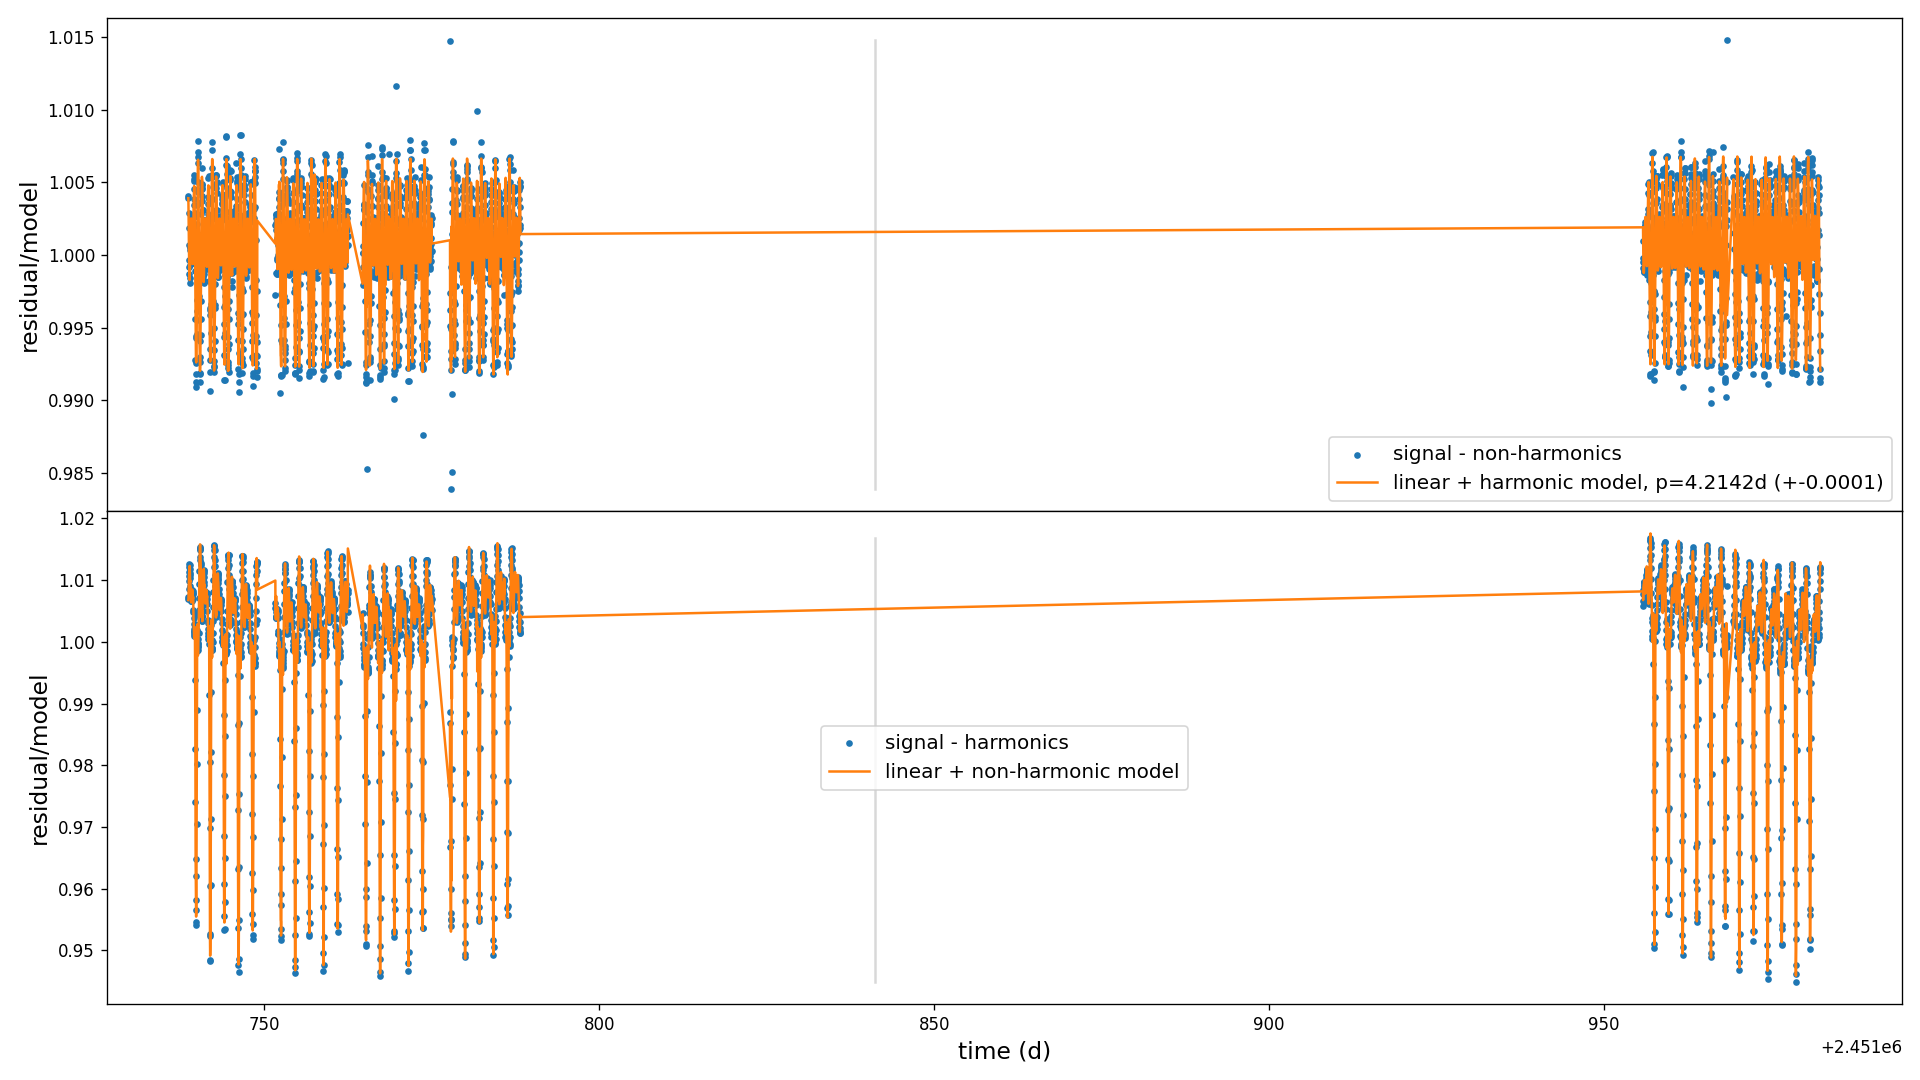 1.015
1.010
1.005
1.000
0.995
0.990
0.985
residual/model
signal - non-harmonics
linear + harmonic model, p=4.2142d (+-0.0001)
1.02
1.01
1.00
0.99
0.98
0.97
0.96
0.95
residual/model
signal - harmonics
linear + non-harmonic model
750
800
850
900
950
time (d)
+2.451e6